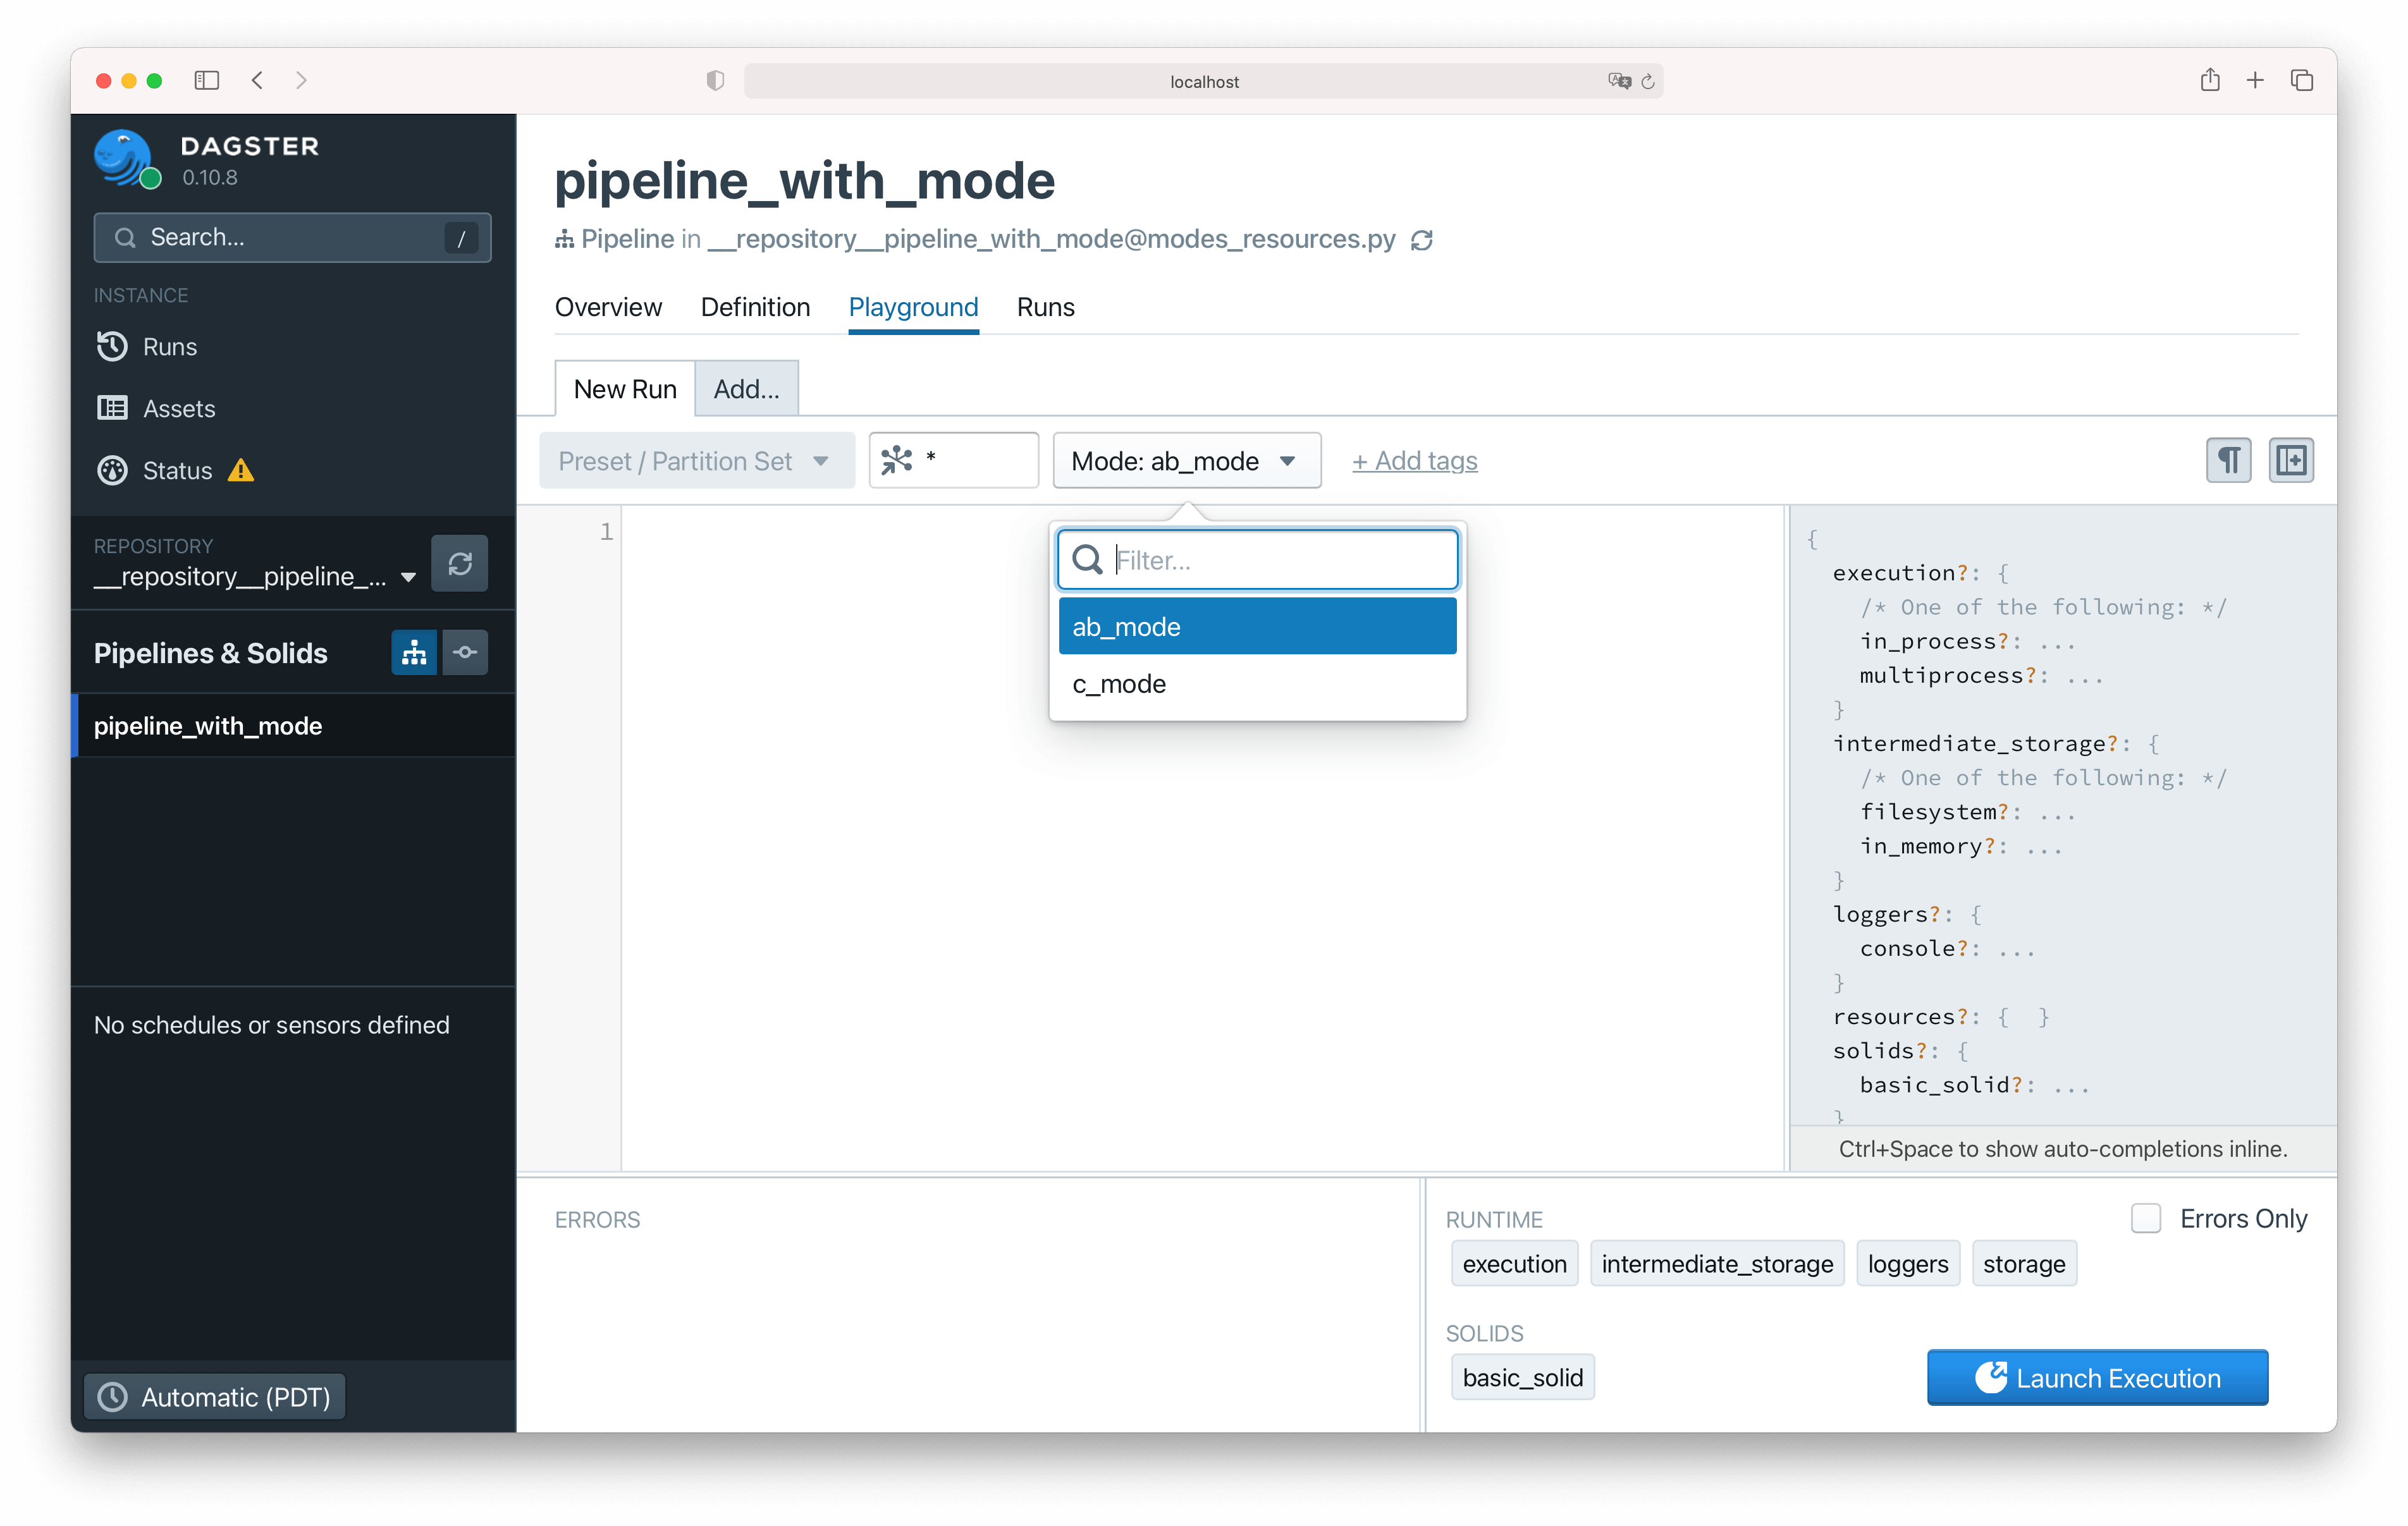 localhost
DAGSTER
0.10.8
Search...
/
INSTANCE
Runs
Assets
Status
REPOSITORY
__repository__pipeline_...
Pipelines & Solids
pipeline_with_mode
No schedules or sensors defined
Automatic (PDT)
pipeline_with_mode
Pipeline in __repository__pipeline_with_mode@modes_resources.py
Overview Definition Playground Runs
New Run Add...
Preset / Partition Set * Mode: ab_mode + Add tags
1
Filter...
ab_mode
c_mode
{
execution?: {
/* One of the following: */
in_process?: ...
multiprocess?: ...
}
intermediate_storage?: {
/* One of the following: */
filesystem?: ...
in_memory?: ...
}
loggers?: {
console?: ...
}
resources?: { }
solids?: {
basic_solid?: ...
}
Ctrl+Space to show auto-completions inline.
ERRORS
RUNTIME
Errors Only
execution intermediate_storage loggers storage
SOLIDS
basic_solid
Launch Execution